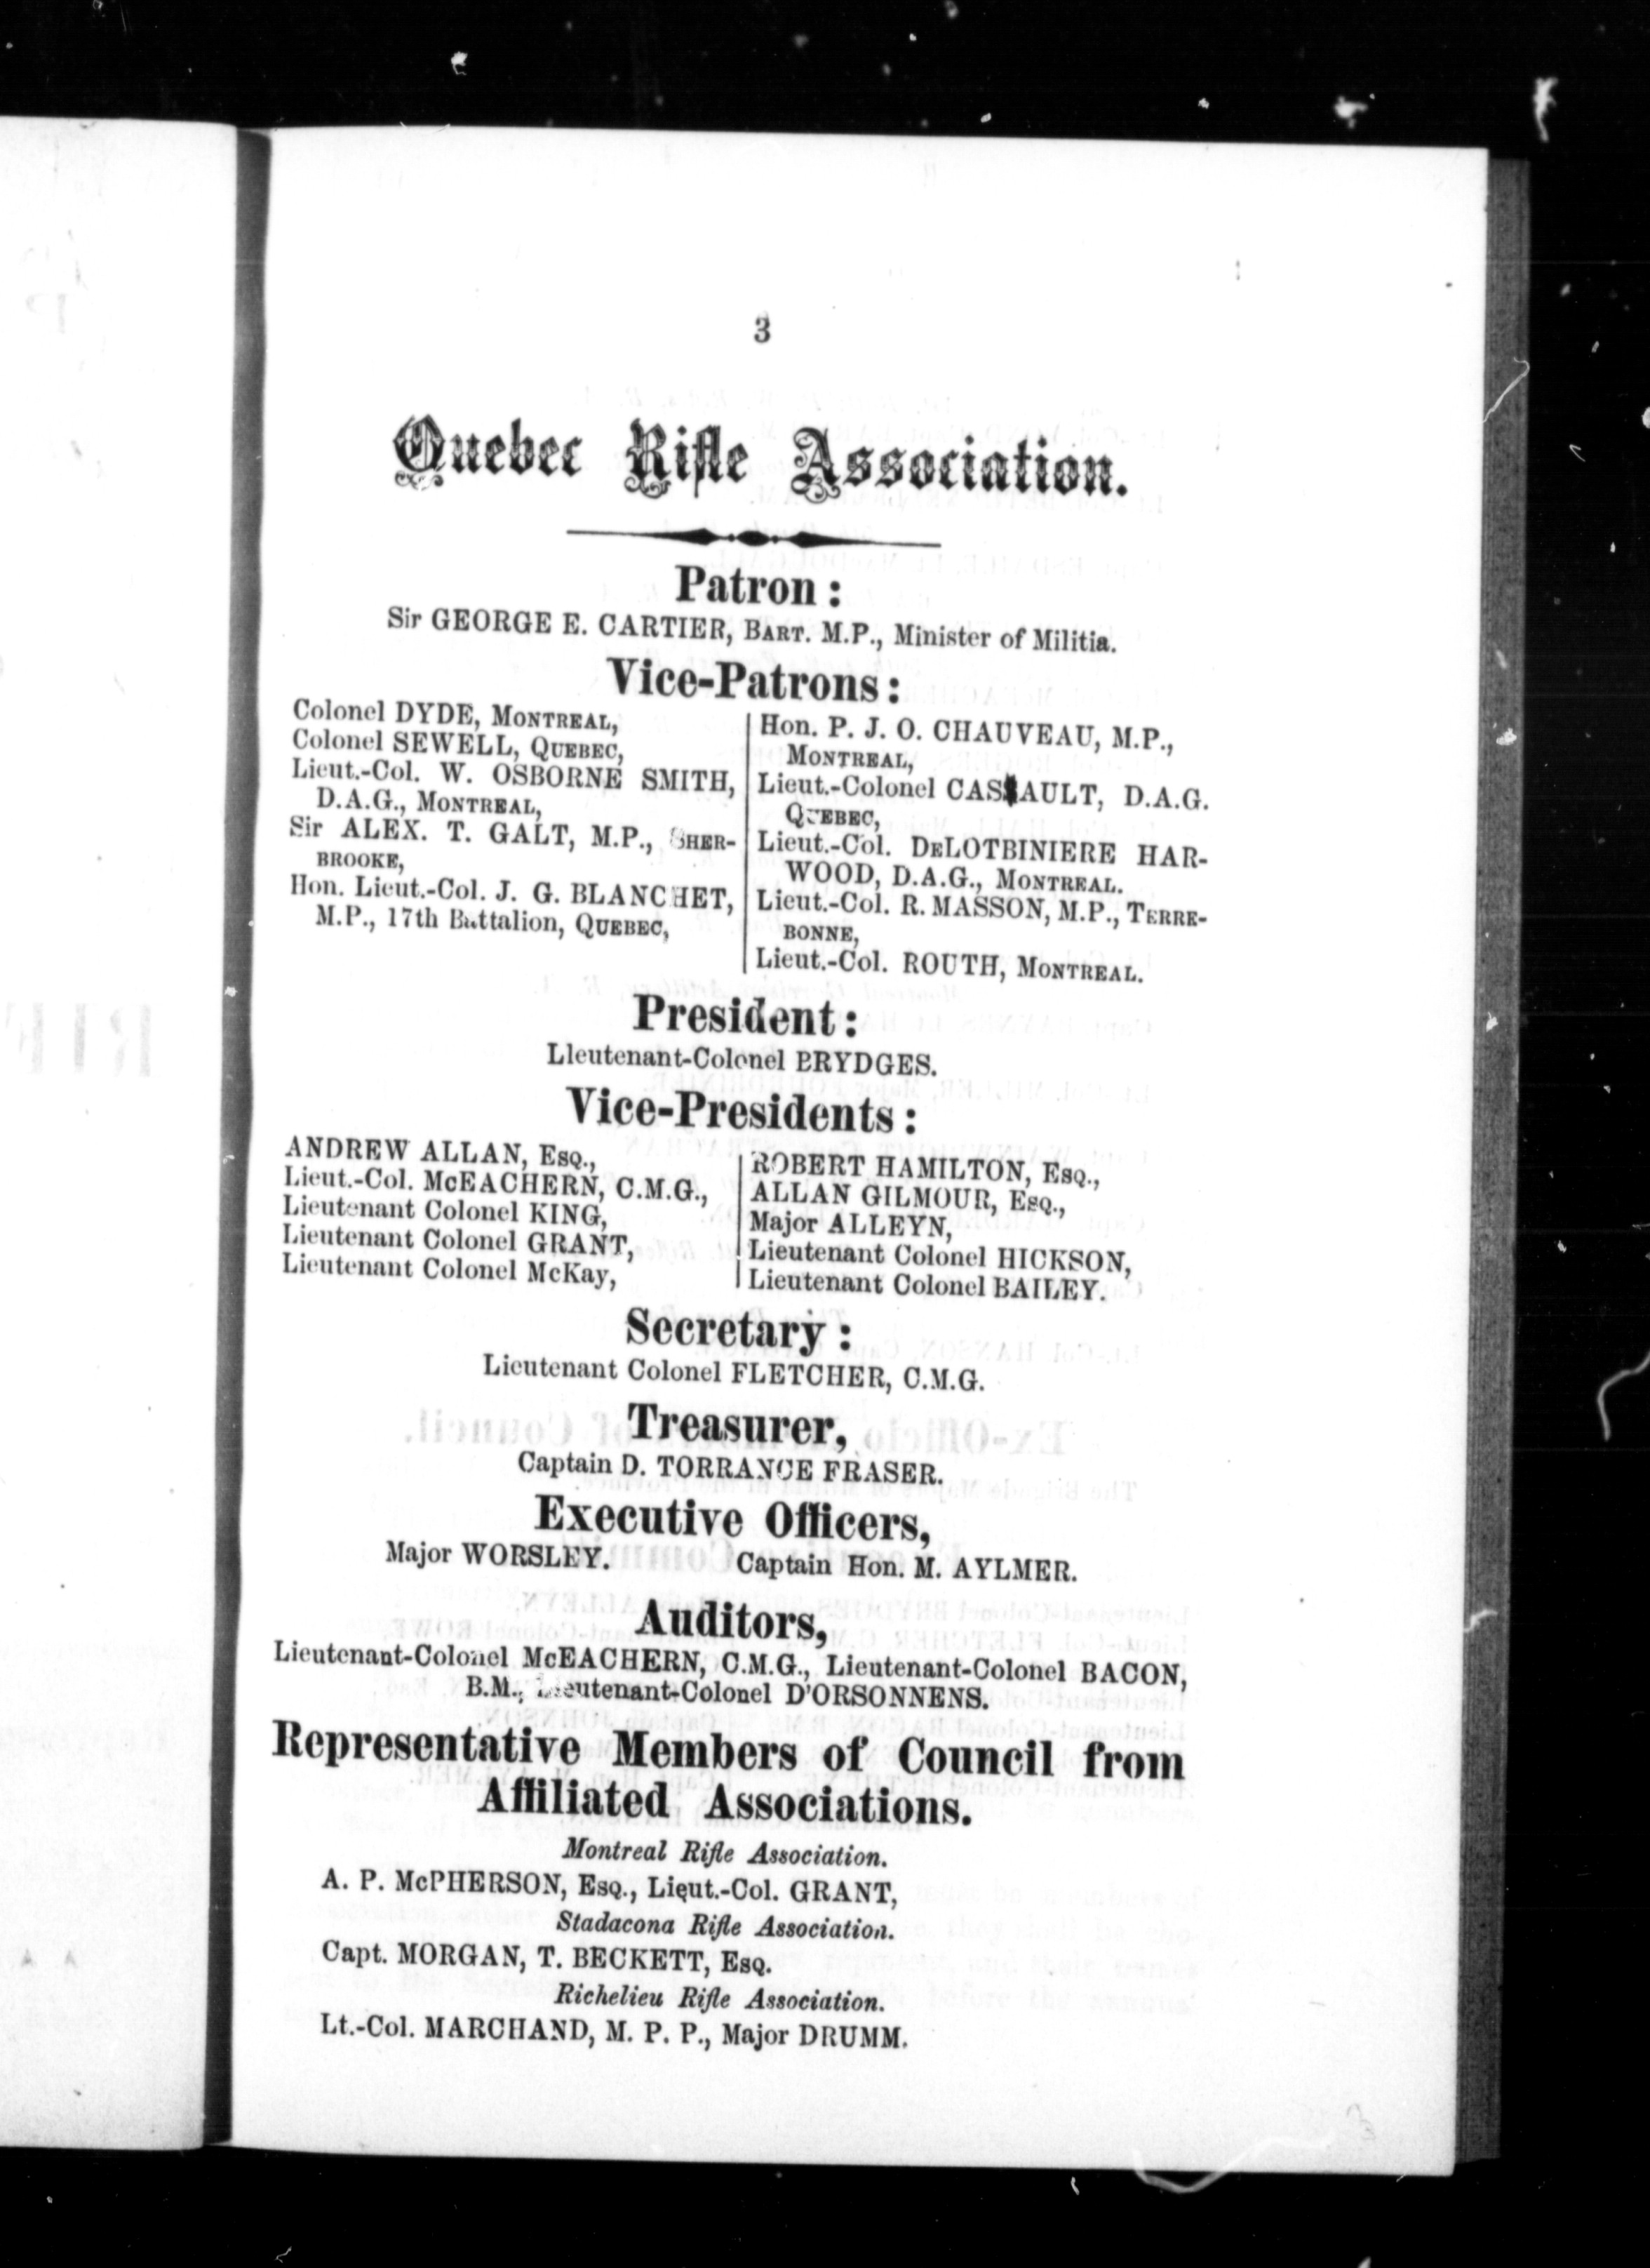 3
Quebec Rifle Association.
Patron :
Sir GEORGE E. CARTIER, BART. M.P., Minister of Militia.
Vice-Patrons :
Colonel DYDE, MONTREAL,
Colonel SEWELL, QUEBEC,
Lieut.-Col. W. OSBORNE SMITH,
D.A.G., MONTREAL,
Sir ALEX. T. GALT, M.P., SHER-
BROOKE,
Hon. Lieut.-Col. J. G. BLANCHET,
M.P., 17th Battalion, QUEBEC,
Hon. P. J. O. CHAUVEAU, M.P.,
MONTREAL,
Lieut.-Colonel CASSAULT, D.A.G.
QUEBEC,
Lieut.-Col. DELOTBINIERE HAR-
WOOD, D.A.G., MONTREAL.
Lieut.-Col. R. MASSON, M.P., TERRE-
BONNE,
Lieut.-Col. ROUTH, MONTREAL.
President :
Lleutenant-Colonel BRYDGES.
Vice-Presidents :
ANDREW ALLAN, ESQ.,
Lieut.-Col. McEACHERN, C.M.G.,
Lieutenant Colonel KING,
Lieutenant Colonel GRANT,
Lieutenant Colonel McKay,
ROBERT HAMILTON, ESQ.,
ALLAN GILMOUR, ESQ.,
Major ALLEYN,
Lieutenant Colonel HICKSON,
Lieutenant Colonel BAILEY.
Secretary :
Lieutenant Colonel FLETCHER, C.M.G.
Treasurer,
Captain D. TORRANCE FRASER.
Executive Officers,
Major WORSLEY. Captain Hon. M. AYLMER.
Auditors,
Lieutenant-Colonel McEACHERN, C.M.G., Lieutenant-Colonel BACON,
B.M., Lieutenant-Colonel D'ORSONNENS.
Representative Members of Council from
Affiliated Associations.
Montreal Rifle Association.
A. P. McPHERSON, ESQ., Lieut.-Col. GRANT,
Stadacona Rifle Association.
Capt. MORGAN, T. BECKETT, ESQ.
Richelieu Rifle Association.
Lt.-Col. MARCHAND, M. P. P., Major DRUMM.